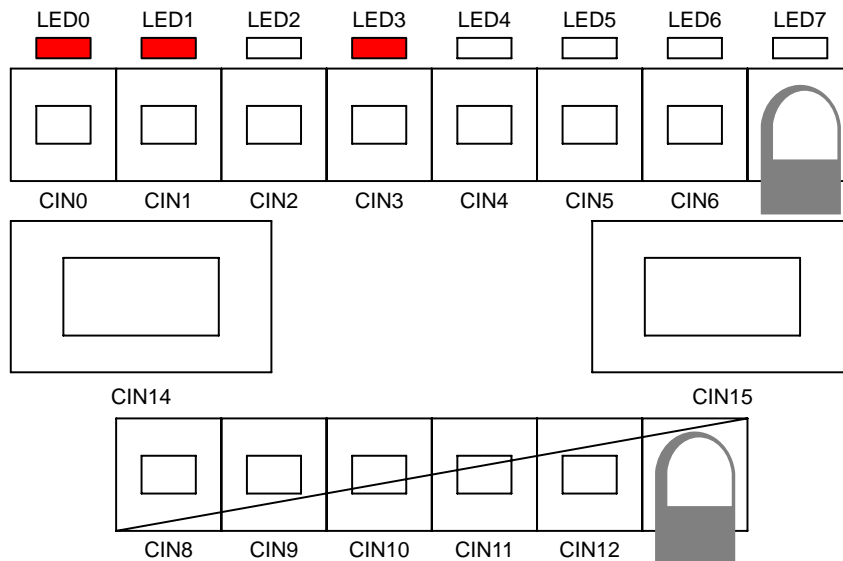 LED0 LED1 LED2 LED3 LED4 LED5 LED6 LED7
CIN0 CIN1 CIN2 CIN3 CIN4 CIN5 CIN6
CIN14 CIN15
CIN8 CIN9 CIN10 CIN11 CIN12